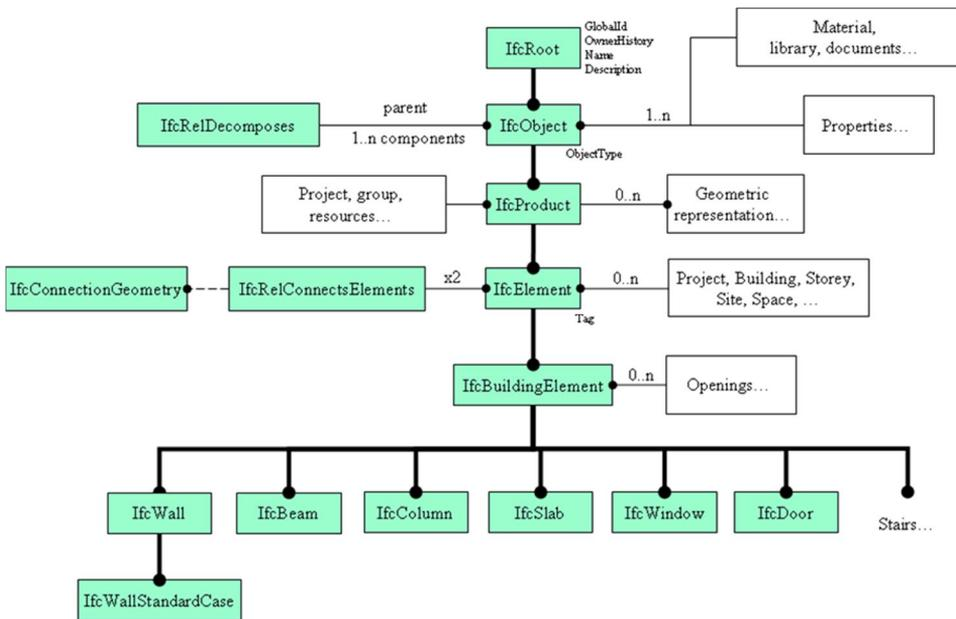 IfcRoot
GlobalId
OwnerHistory
Name
Description
Material,
library, documents...
IfcRelDecomposes
parent
1..n components
IfcObject
ObjectType
1..n
Properties...
Project, group,
resources...
IfcProduct
0..n
Geometric
representation...
IfcConnectionGeometry
IfcRelConnectsElements
x2
IfcElement
Tag
0..n
Project, Building, Storey,
Site, Space, ...
IfcBuildingElement
0..n
Openings...
IfcWall
IfcBeam
IfcColumn
IfcSlab
IfcWindow
IfcDoor
Stairs...
IfcWallStandardCase